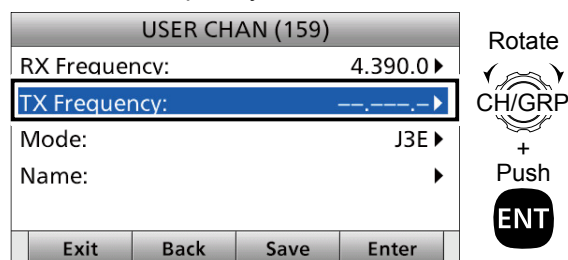 USER CHAN (159)
RX Frequency: 4.390.0
TX Frequency: ––.–––.–
Mode: J3E
Name:
Exit Back Save Enter
Rotate
CH/GRP
+
Push
ENT